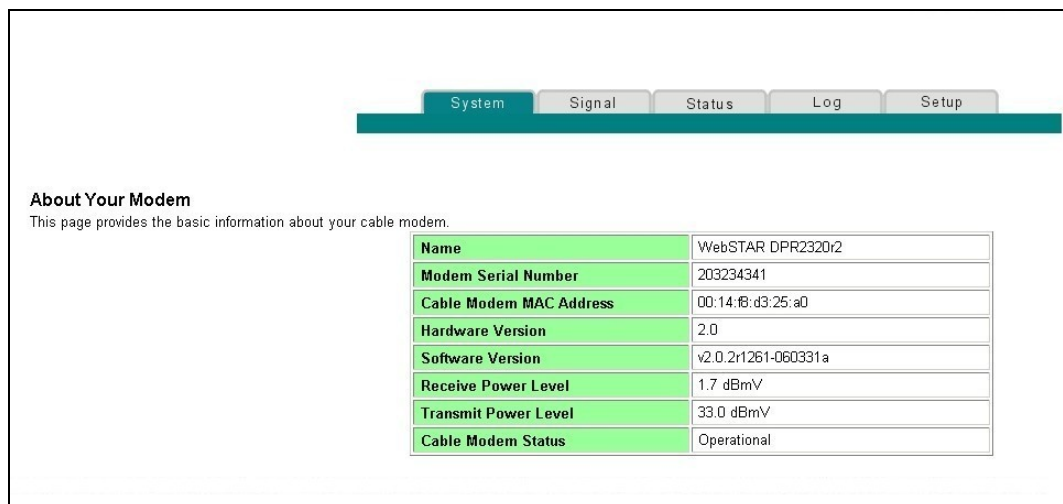 System Signal Status Log Setup
About Your Modem
This page provides the basic information about your cable modem.
Name WebSTAR DPR2320r2
Modem Serial Number 203234341
Cable Modem MAC Address 00:14:f8:d3:25:a0
Hardware Version 2.0
Software Version v2.0.2r1261-060331a
Receive Power Level 1.7 dBmV
Transmit Power Level 33.0 dBmV
Cable Modem Status Operational